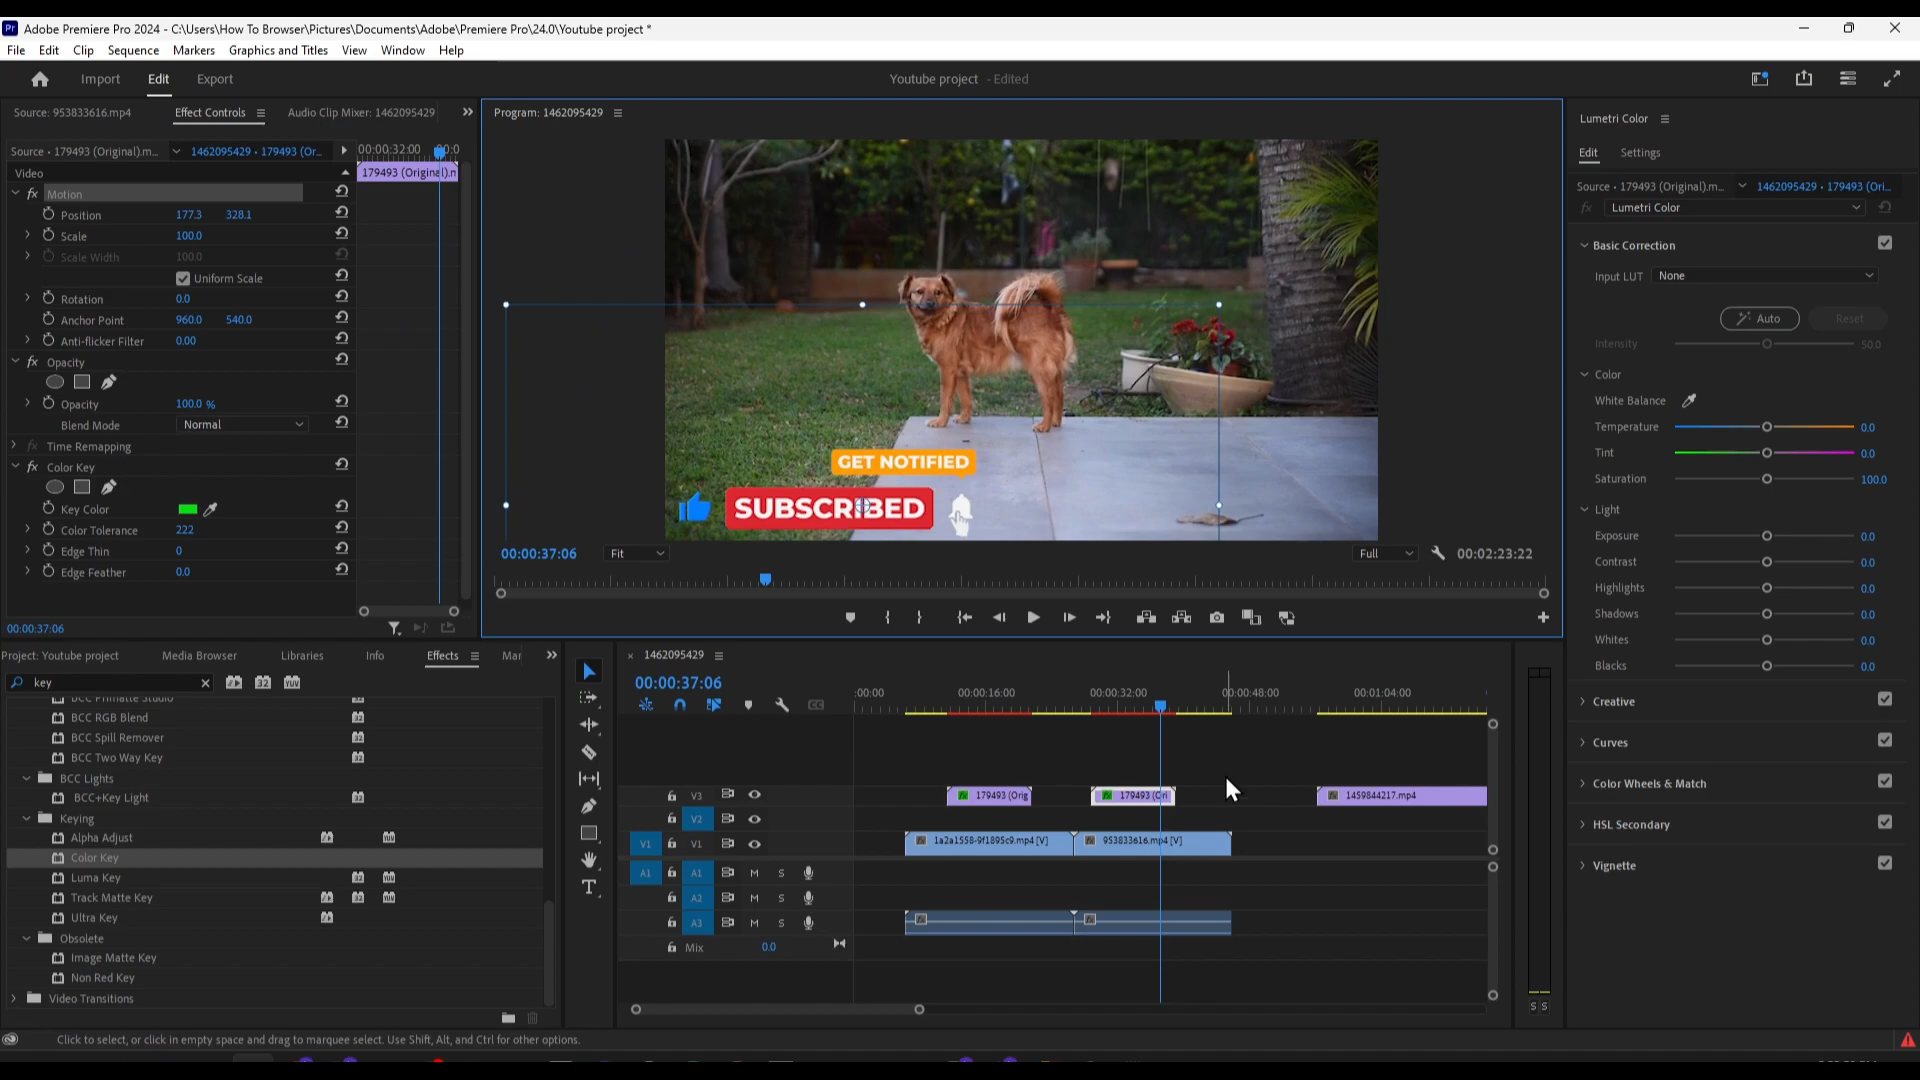 Pr Adobe Premiere Pro 2024 - C:\Users\How To Browser\Pictures\Documents\Adobe\Premiere Pro\24.0\Youtube project *
File Edit Clip Sequence Markers Graphics and Titles View Window Help
Import Edit Export Youtube project - Edited
Source: 953833616.mp4 Effect Controls Audio Clip Mixer: 1462095429
Source • 179493 (Original).m... 1462095429 • 179493 (Or... 00:00:32:00
Video 179493 (Original).m
fx Motion
Position 177.3 328.1
Scale 100.0
Scale Width 100.0
Uniform Scale
Rotation 0.0
Anchor Point 960.0 540.0
Anti-flicker Filter 0.00
fx Opacity
Opacity 100.0 %
Blend Mode Normal
fx Time Remapping
fx Color Key
Key Color
Color Tolerance 222
Edge Thin 0
Edge Feather 0.0
00:00:37:06
Program: 1462095429
GET NOTIFIED
SUBSCRIBED
00:00:37:06 Fit Full 00:02:23:22
Lumetri Color
Edit Settings
Source • 179493 (Original).m... 1462095429 • 179493 (Ori...
fx Lumetri Color
Basic Correction
Input LUT None
Auto Reset
Intensity 50.0
Color
White Balance
Temperature 0.0
Tint 0.0
Saturation 100.0
Light
Exposure 0.0
Contrast 0.0
Highlights 0.0
Shadows 0.0
Whites 0.0
Blacks 0.0
Creative
Curves
Color Wheels & Match
HSL Secondary
Vignette
Project: Youtube project Media Browser Libraries Info Effects Mar
key
BCC Primatte Studio
BCC RGB Blend
BCC Spill Remover
BCC Two Way Key
BCC Lights
BCC+Key Light
Keying
Alpha Adjust
Color Key
Luma Key
Track Matte Key
Ultra Key
Obsolete
Image Matte Key
Non Red Key
Video Transitions
1462095429
00:00:37:06
:00:00 00:00:16:00 00:00:32:00 00:00:48:00 00:01:04:00
V3 179493 (Orig 179493 (Ori 1459844217.mp4
V2
V1 V1 1a2a1558-9f1895c9.mp4 [V] 953833616.mp4 [V]
A1 A1 M S
A2 M S
A3 M S
Mix 0.0
S S
Click to select, or click in empty space and drag to marquee select. Use Shift, Alt, and Ctrl for other options.